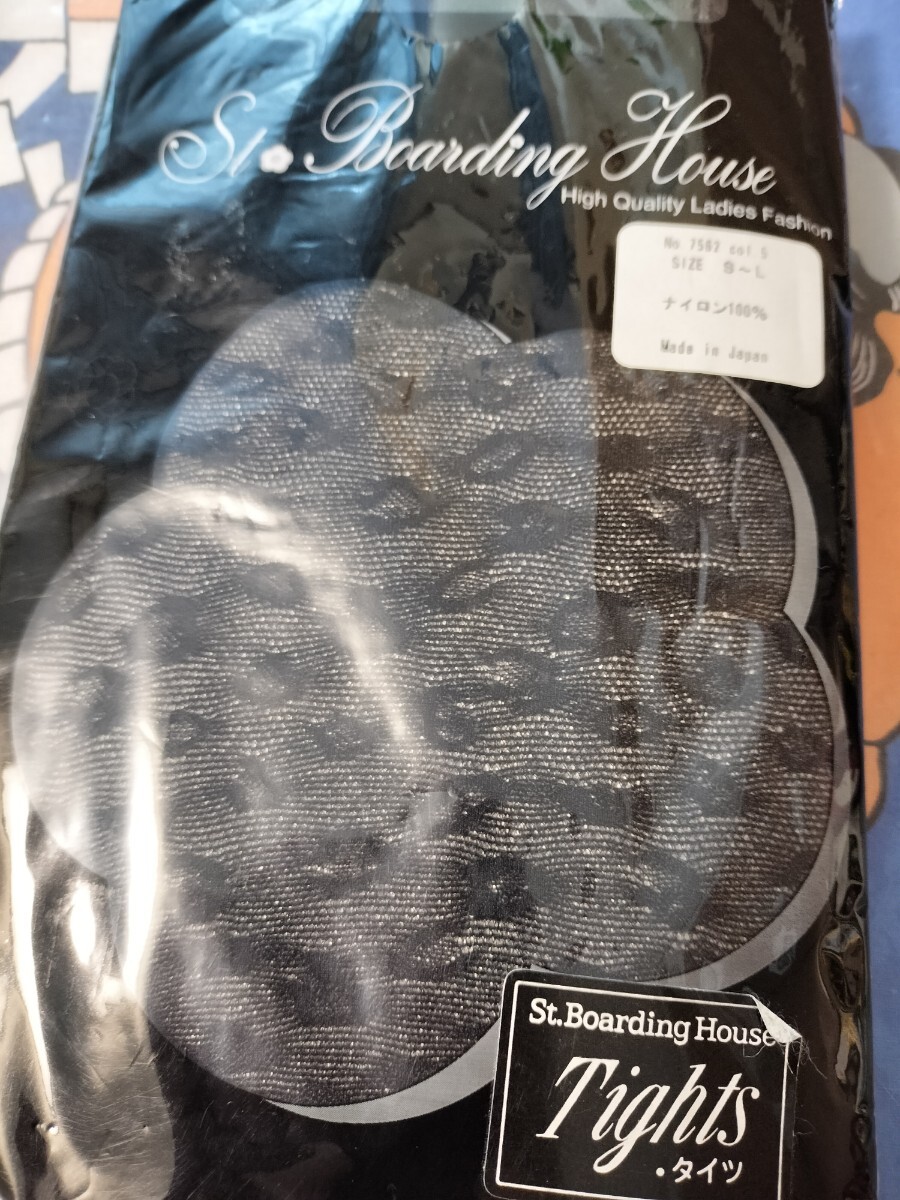 St. Boarding House
High Quality Ladies Fashion
No 7587 col 5
SIZE S～L
ナイロン100%
Made in Japan
St.Boarding House
Tights
・タイツ